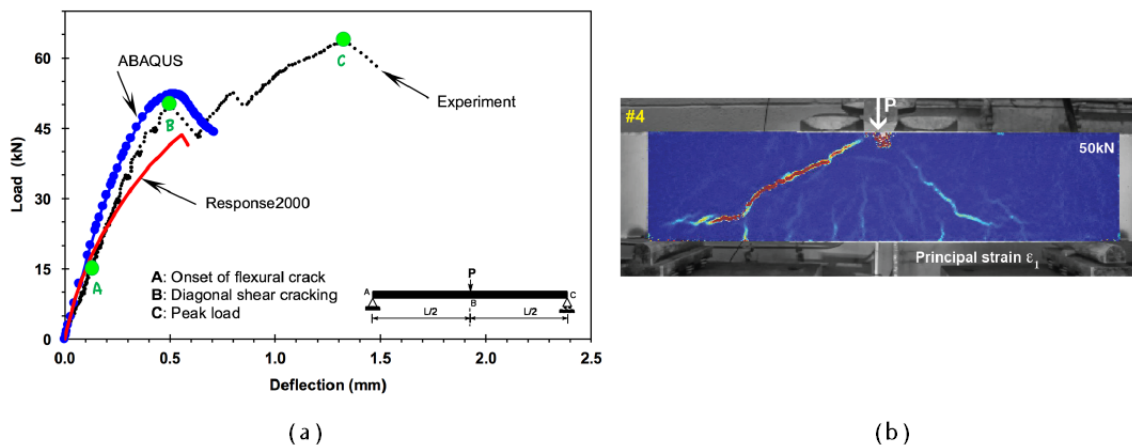 60
45
30
15
0
Load (kN)
ABAQUS
C
B
Experiment
Response2000
A
A: Onset of flexural crack
B: Diagonal shear cracking
C: Peak load
P
A
B
C
L/2
L/2
0.0 0.5 1.0 1.5 2.0 2.5
Deflection (mm)
(a)
#4
P
50kN
Principal strain ε1
(b)